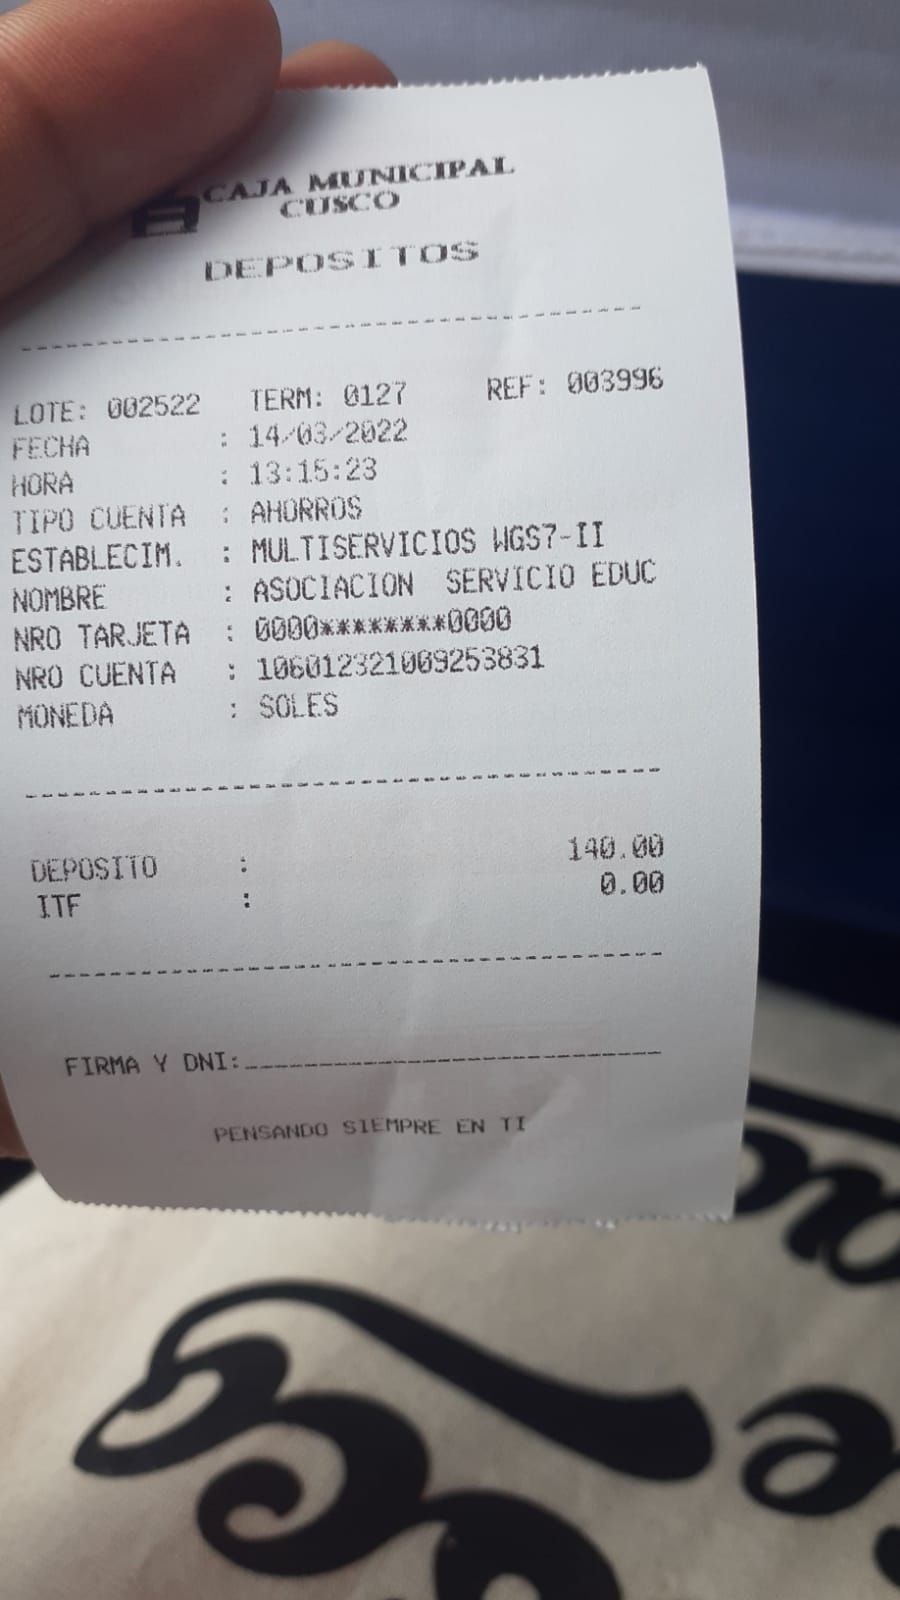 CAJA MUNICIPAL
CUSCO
DEPOSITOS
LOTE: 002522 TERM: 0127 REF: 003996
FECHA : 14/03/2022
HORA : 13:15:23
TIPO CUENTA : AHORROS
ESTABLECIM. : MULTISERVICIOS WGS7-II
NOMBRE : ASOCIACION SERVICIO EDUC
NRO TARJETA : 0000********0000
NRO CUENTA : 106012321009253831
MONEDA : SOLES
DEPOSITO : 140.00
ITF : 0.00
FIRMA Y DNI:
PENSANDO SIEMPRE EN TI